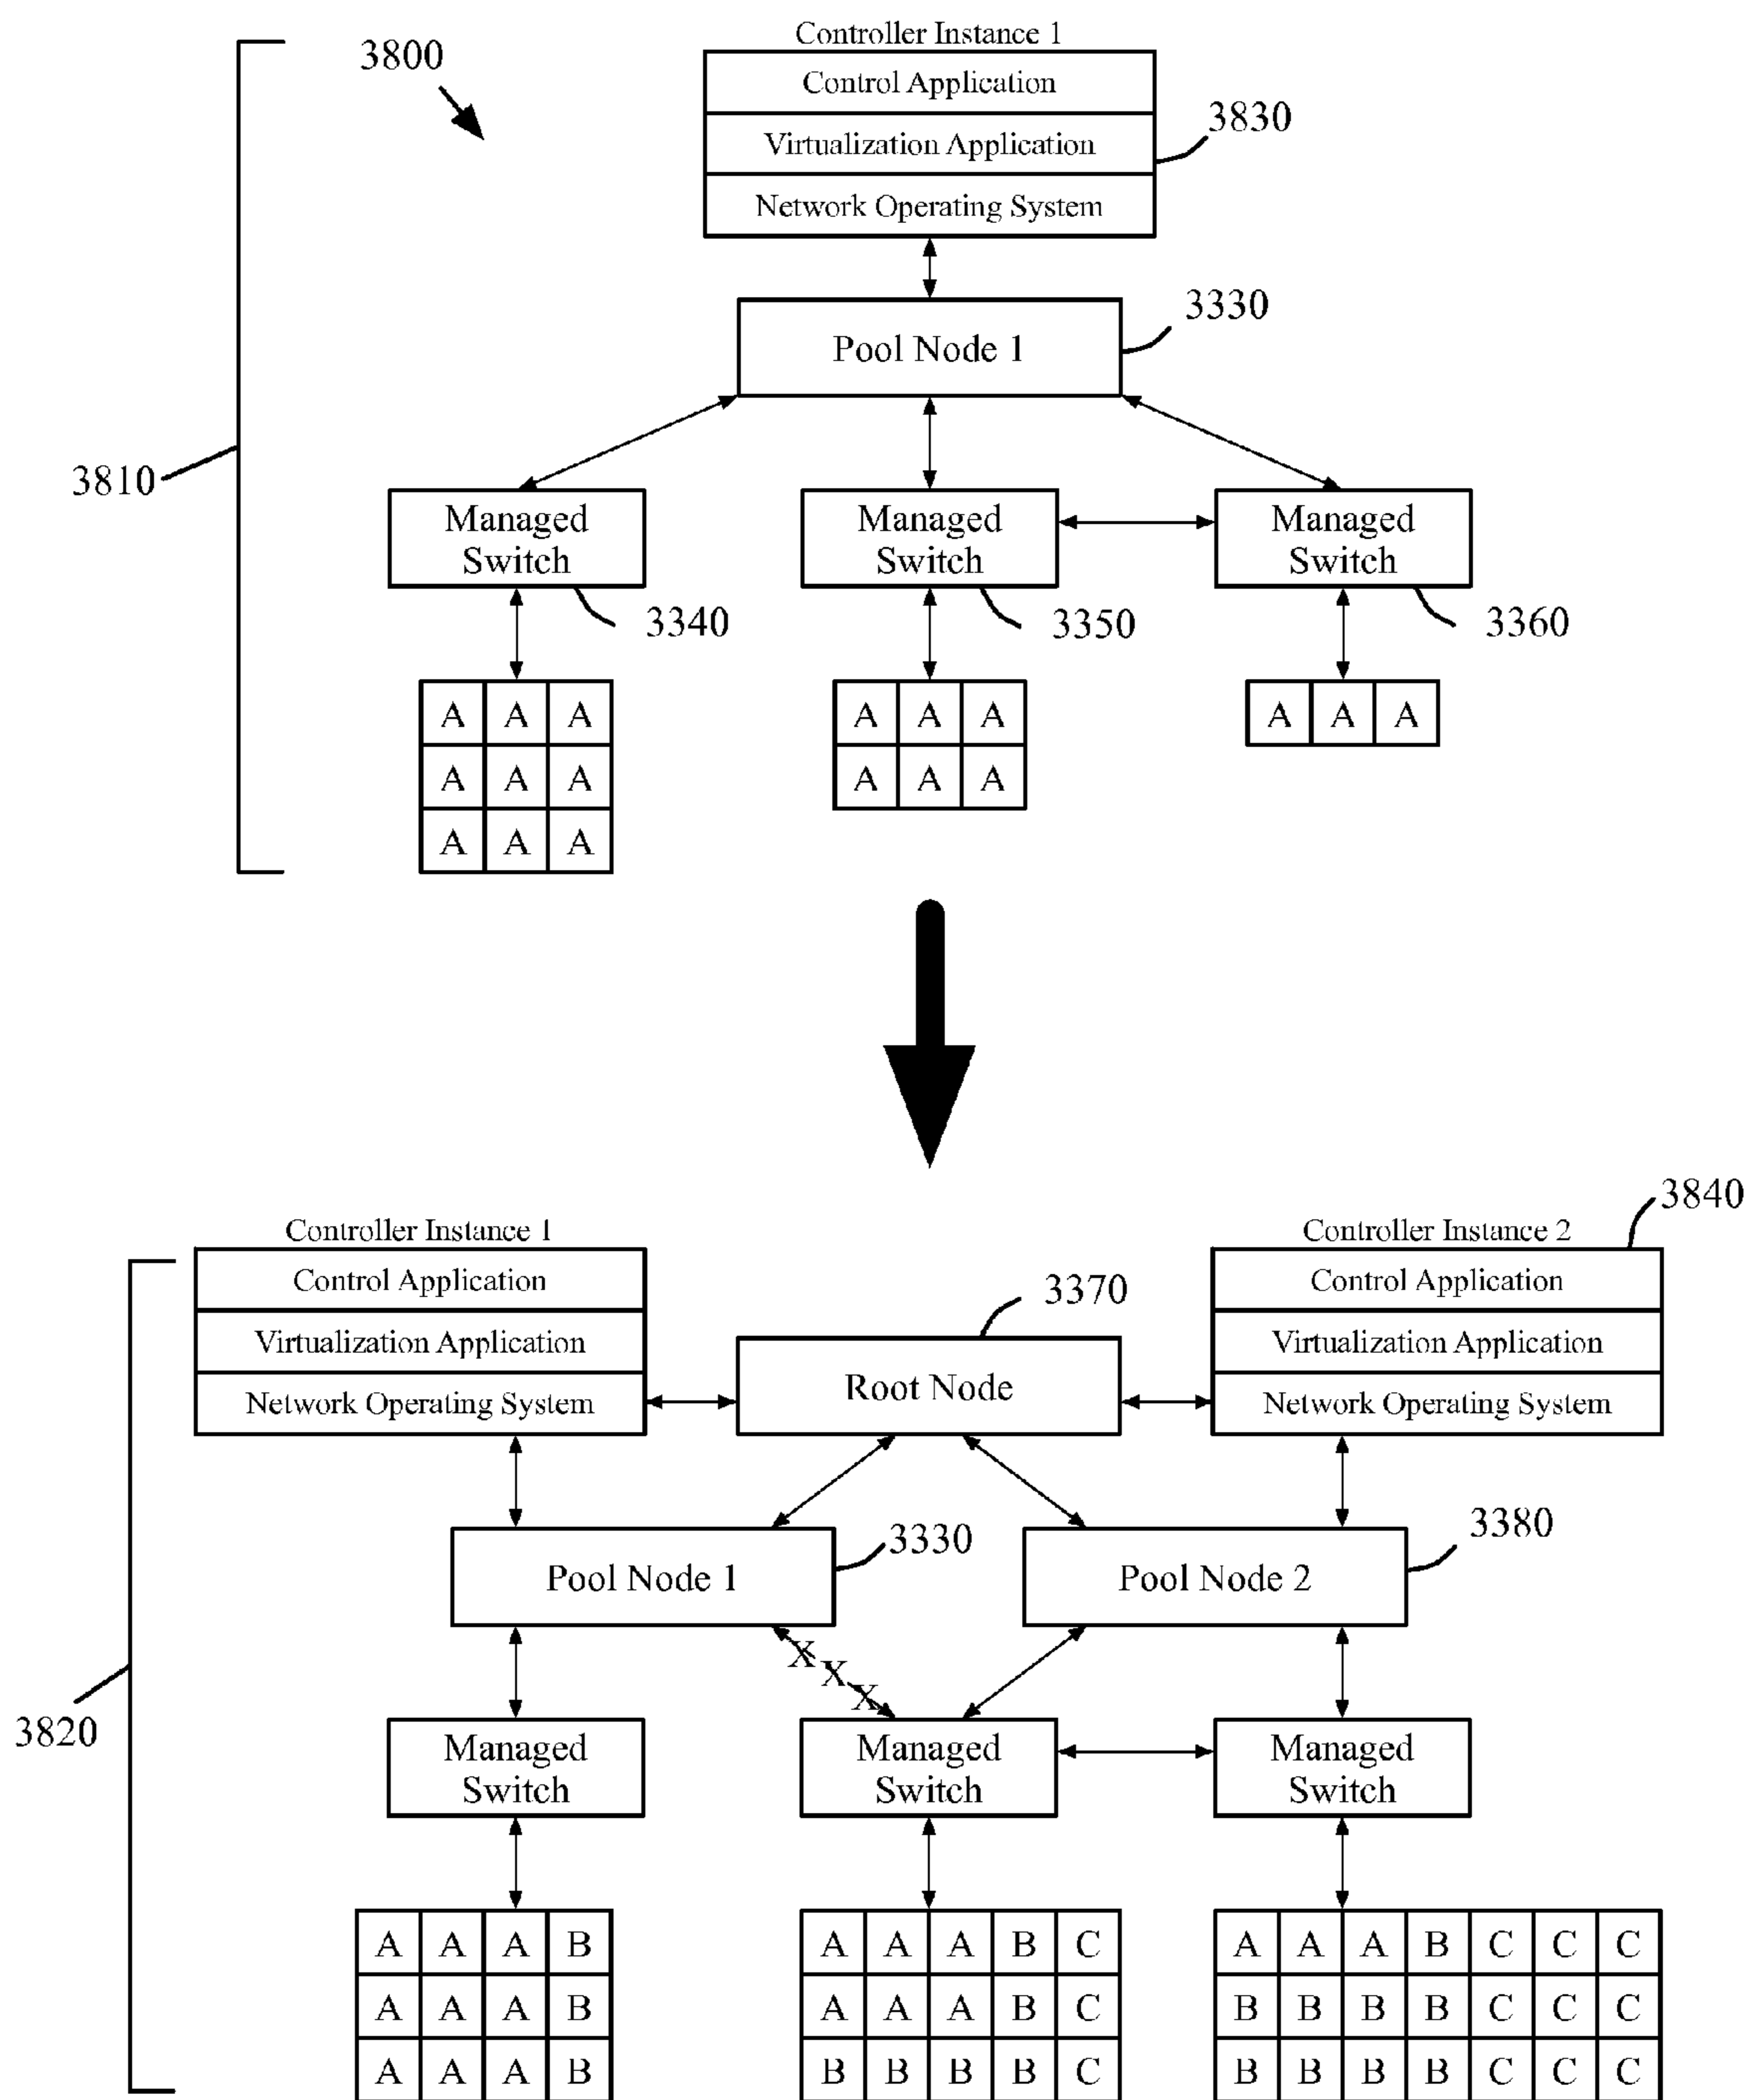 Controller Instance 1
3800
Control Application
3830
Virtualization Application
Network Operating System
3330
Pool Node 1
3810
Managed Switch
Managed Switch
Managed Switch
3340
3350
3360
A A A
A A A
A A A
A A A
A A A
A A A
3840
Controller Instance 1
Controller Instance 2
Control Application
3370
Control Application
Virtualization Application
Root Node
Virtualization Application
Network Operating System
Network Operating System
3330
3380
Pool Node 1
Pool Node 2
X X X
3820
Managed Switch
Managed Switch
Managed Switch
A A A B
A A A B C
A A A B C C C
A A A B
A A A B C
B B B B C C C
A A A B
B B B B C
B B B B C C C